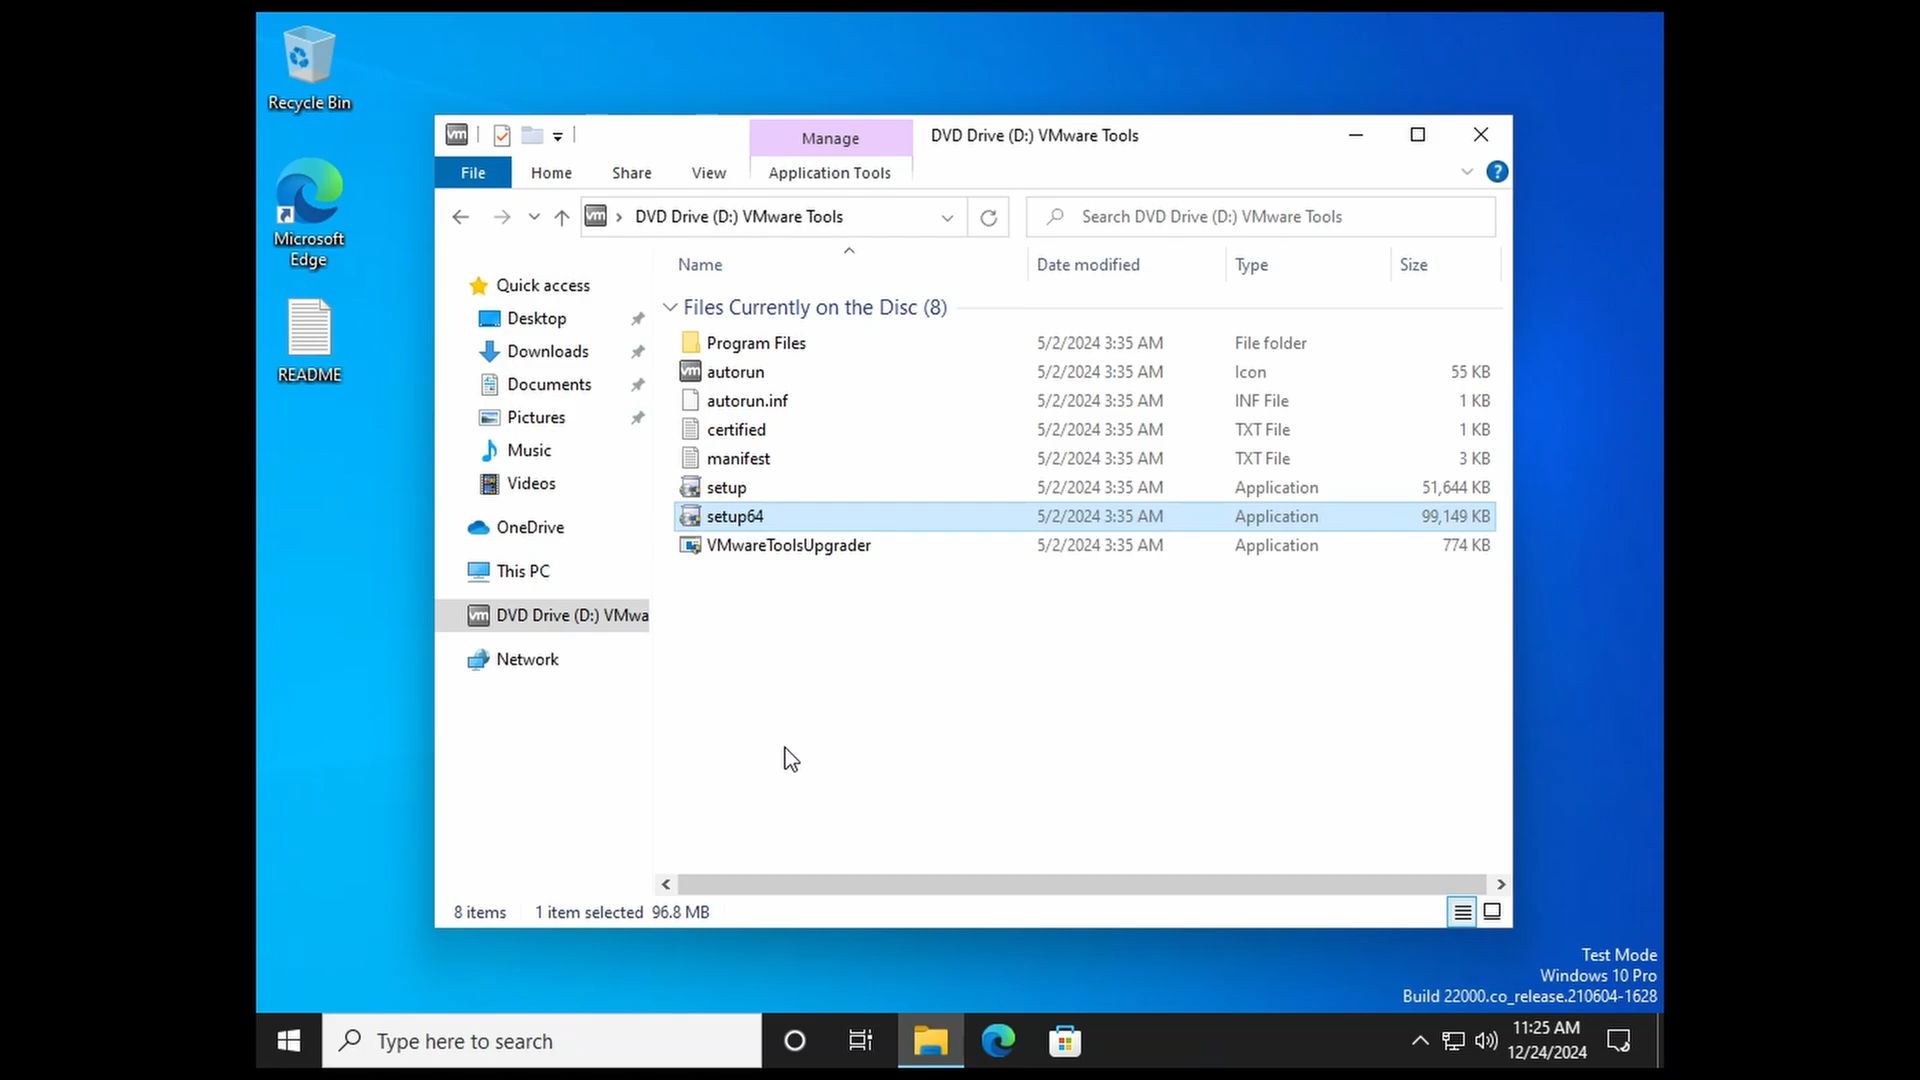 Recycle Bin
Microsoft
Edge
README
vm
Manage
DVD Drive (D:) VMware Tools
File
Home
Share
View
Application Tools
?
vm
DVD Drive (D:) VMware Tools
Search DVD Drive (D:) VMware Tools
Name
Date modified
Type
Size
Quick access
Desktop
Downloads
Documents
Pictures
Music
Videos
OneDrive
This PC
vm
DVD Drive (D:) VMwa
Network
Files Currently on the Disc (8)
Program Files 5/2/2024 3:35 AM File folder
vm autorun 5/2/2024 3:35 AM Icon 55 KB
autorun.inf 5/2/2024 3:35 AM INF File 1 KB
certified 5/2/2024 3:35 AM TXT File 1 KB
manifest 5/2/2024 3:35 AM TXT File 3 KB
setup 5/2/2024 3:35 AM Application 51,644 KB
setup64 5/2/2024 3:35 AM Application 99,149 KB
VMwareToolsUpgrader 5/2/2024 3:35 AM Application 774 KB
8 items
1 item selected 96.8 MB
Test Mode
Windows 10 Pro
Build 22000.co_release.210604-1628
Type here to search
11:25 AM
12/24/2024